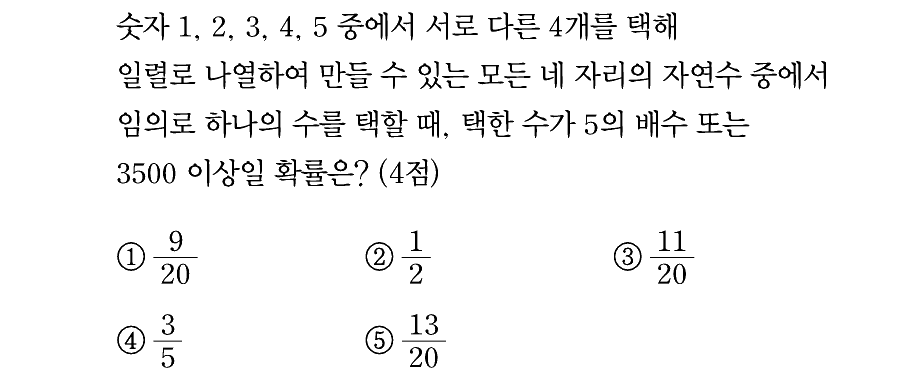 숫자 1, 2, 3, 4, 5 중에서 서로 다른 4개를 택해
일렬로 나열하여 만들 수 있는 모든 네 자리의 자연수 중에서
임의로 하나의 수를 택할 때, 택한 수가 5의 배수 또는
3500 이상일 확률은? (4점)
① 9/20 ② 1/2 ③ 11/20
④ 3/5 ⑤ 13/20